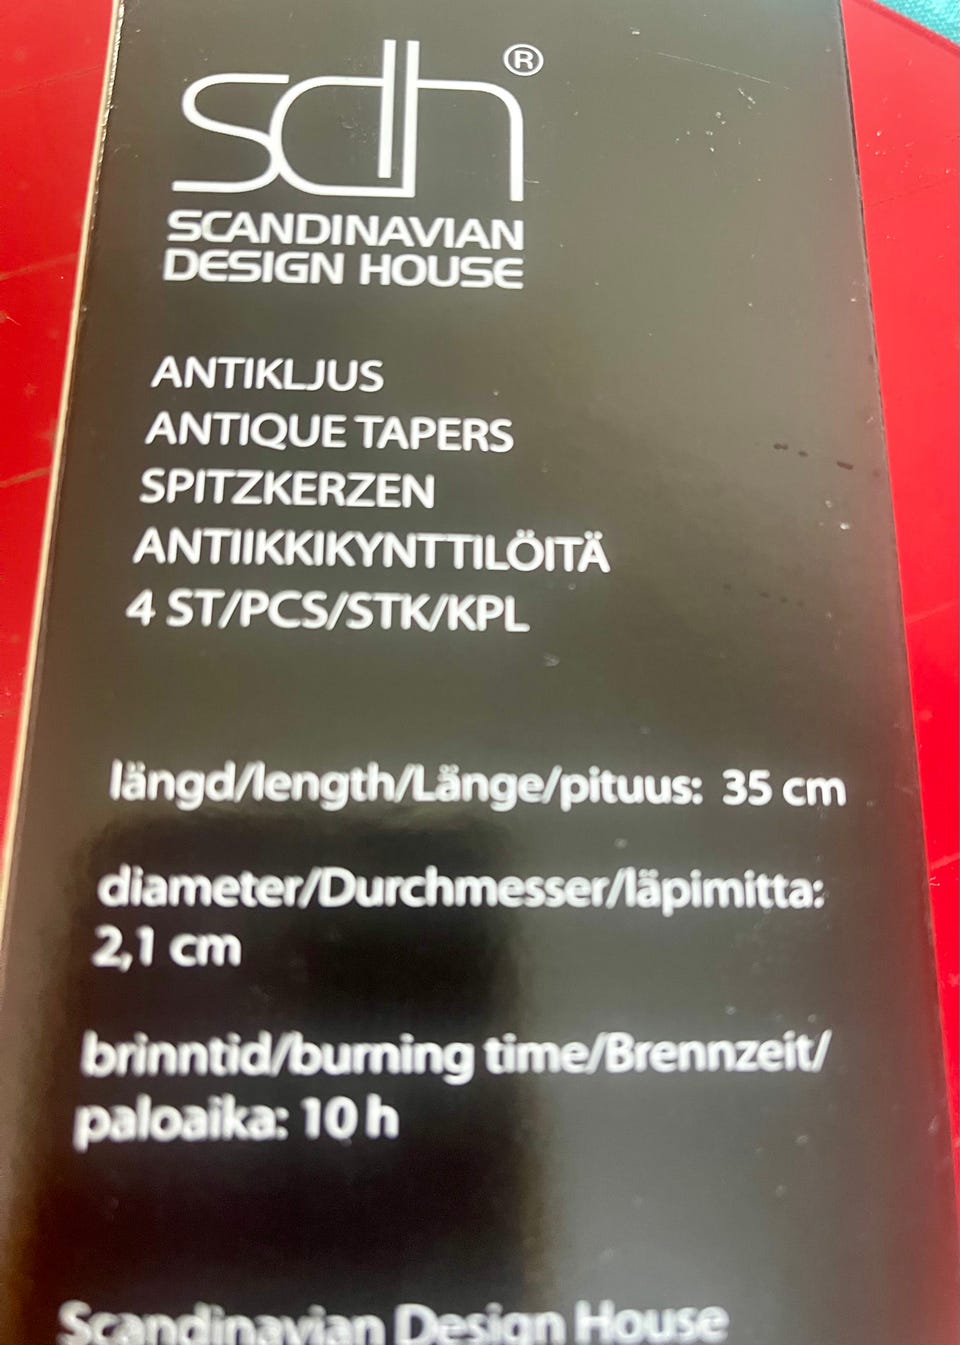 sdh®
SCANDINAVIAN
DESIGN HOUSE
ANTIKLJUS
ANTIQUE TAPERS
SPITZKERZEN
ANTIIKKIKYNTTILÖITÄ
4 ST/PCS/STK/KPL
längd/length/Länge/pituus: 35 cm
diameter/Durchmesser/läpimitta:
2,1 cm
brinntid/burning time/Brennzeit/
paloaika: 10 h
Scandinavian Design House